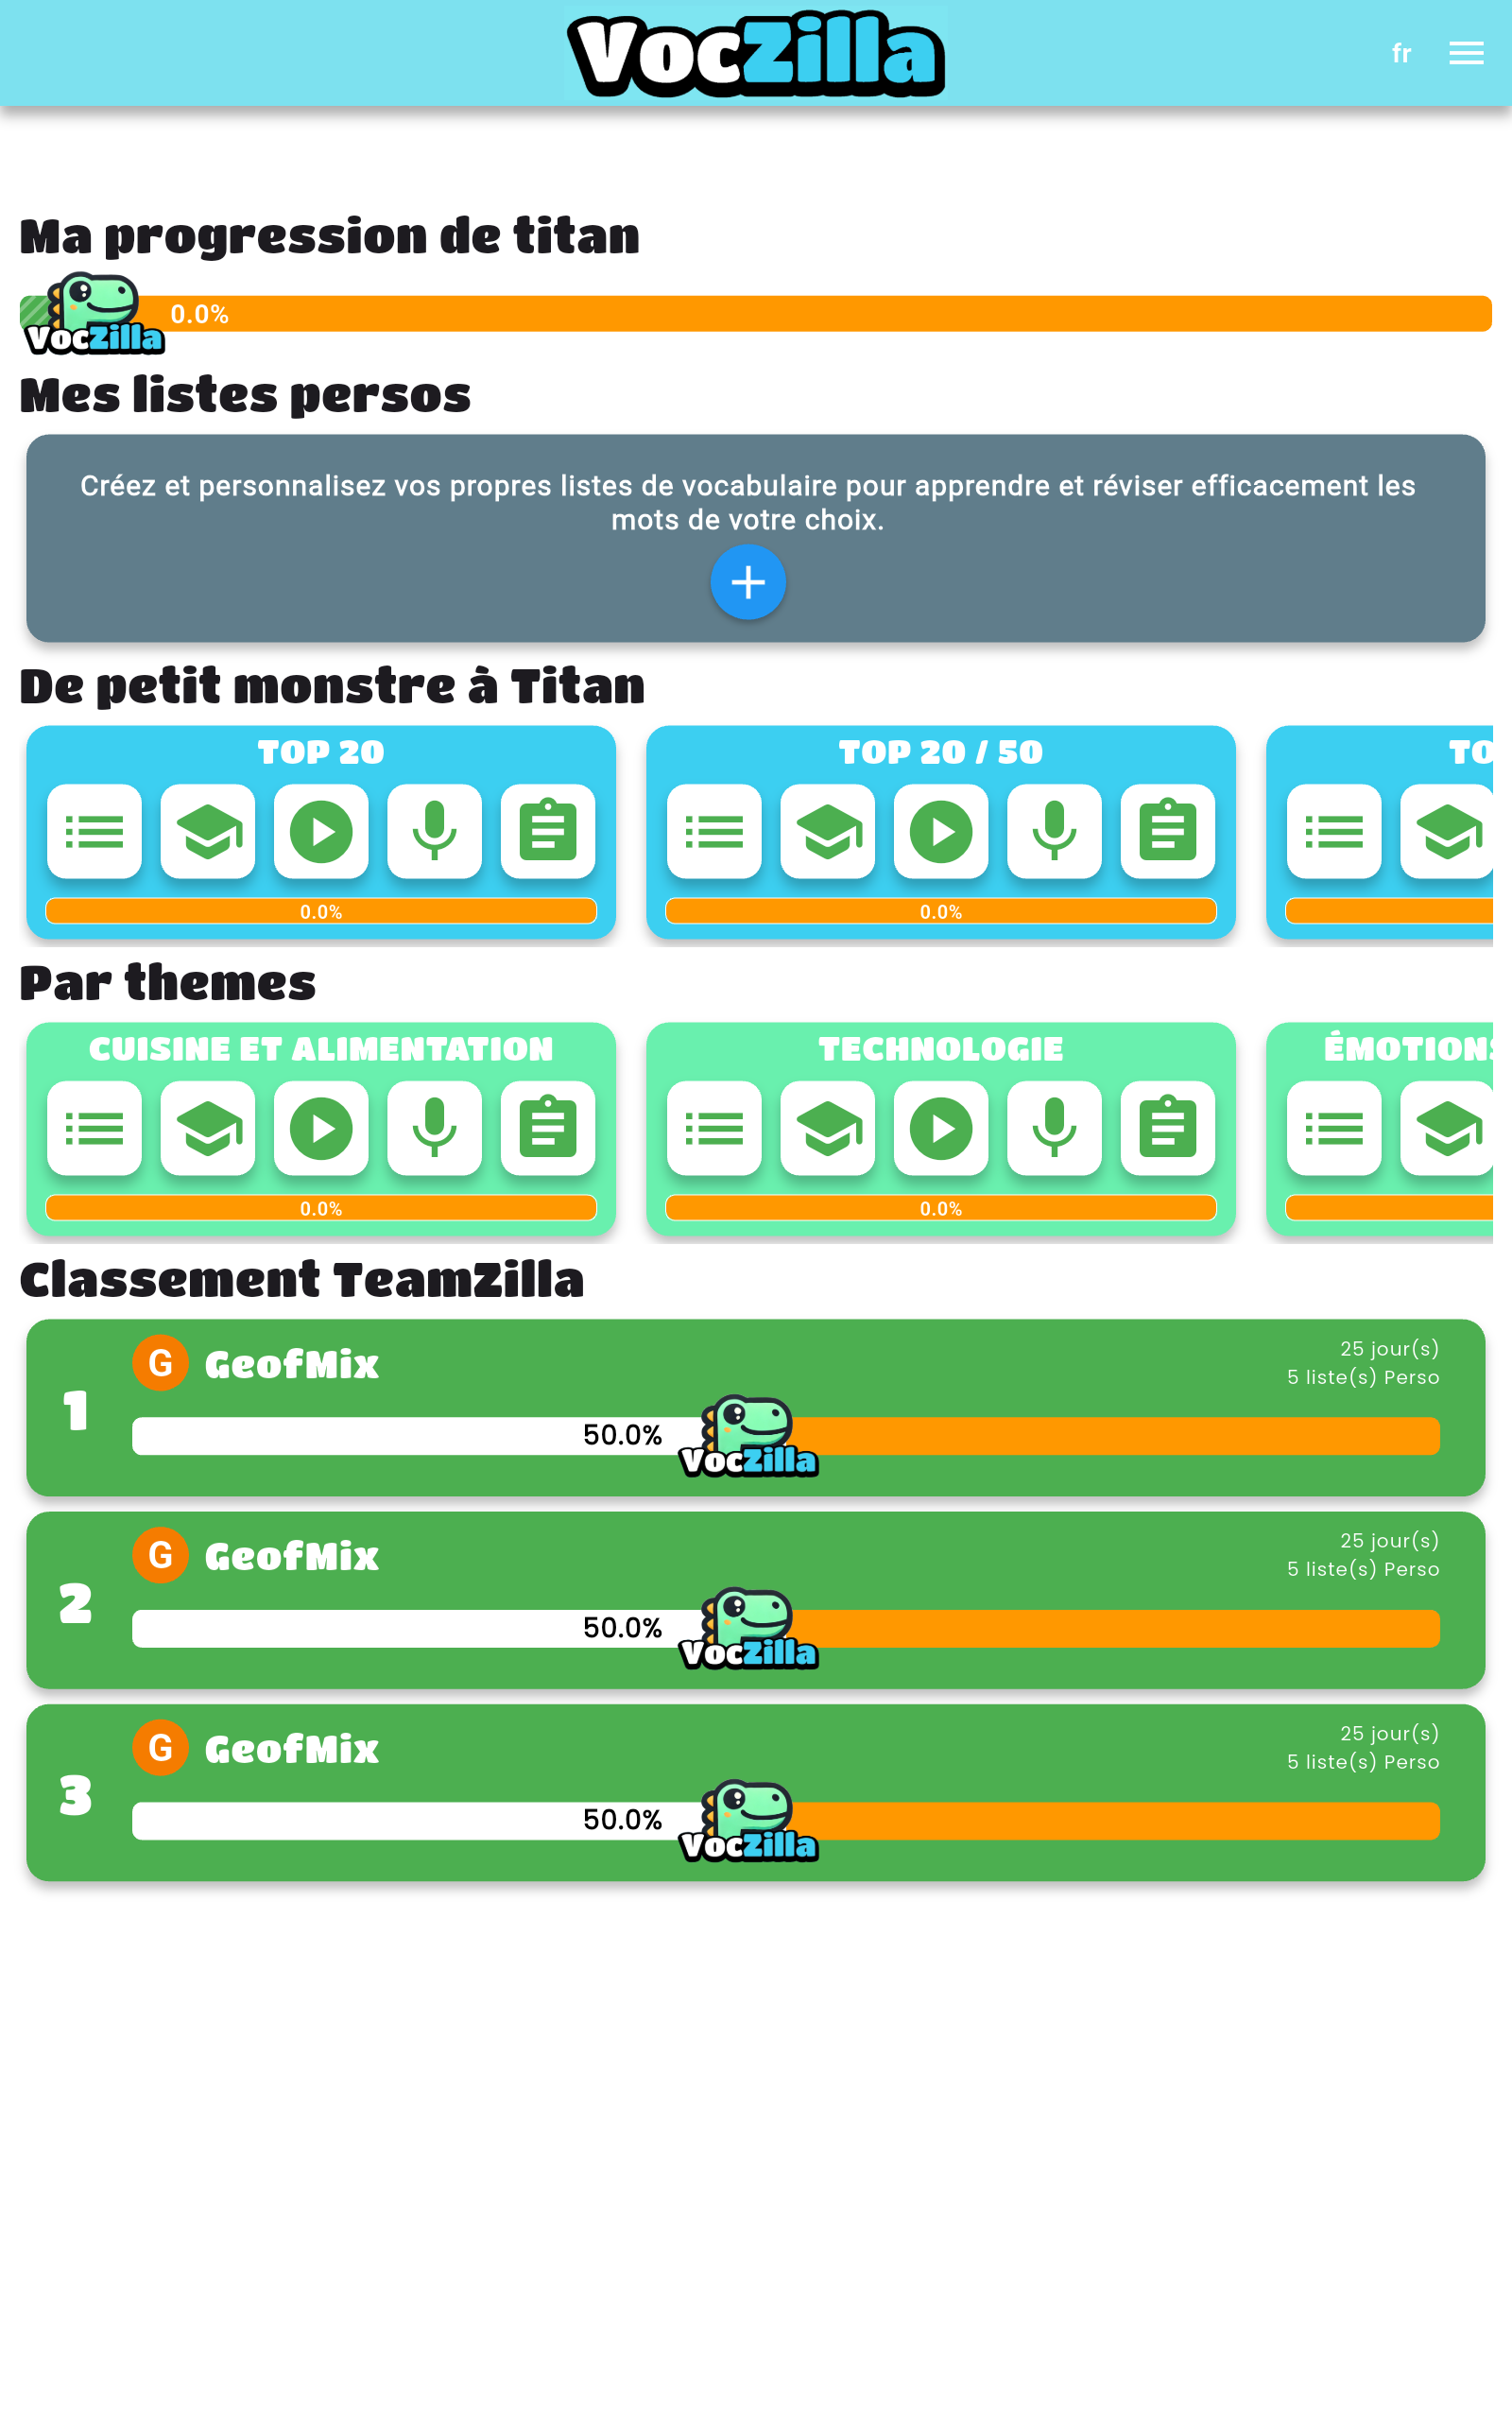 VocZilla
fr
Ma progression de titan
0.0%
VocZilla
Mes listes persos
Créez et personnalisez vos propres listes de vocabulaire pour apprendre et réviser efficacement les
mots de votre choix.
De petit monstre à Titan
TOP 20
TOP 20 / 50
TO
0.0%
0.0%
Par themes
CUISINE ET ALIMENTATION
TECHNOLOGIE
ÉMOTIONS
0.0%
0.0%
Classement TeamZilla
1
G
GeofMix
25 jour(s)
5 liste(s) Perso
50.0%
VocZilla
2
G
GeofMix
25 jour(s)
5 liste(s) Perso
50.0%
VocZilla
3
G
GeofMix
25 jour(s)
5 liste(s) Perso
50.0%
VocZilla